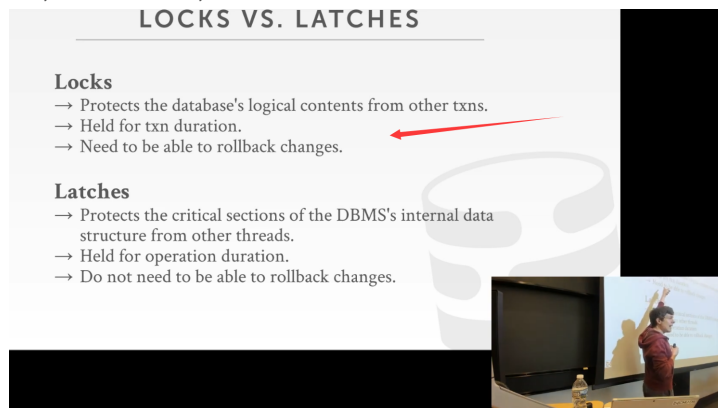 LOCKS VS. LATCHES
Locks
→ Protects the database's logical contents from other txns.
→ Held for txn duration.
→ Need to be able to rollback changes.
Latches
→ Protects the critical sections of the DBMS's internal data
structure from other threads.
→ Held for operation duration.
→ Do not need to be able to rollback changes.